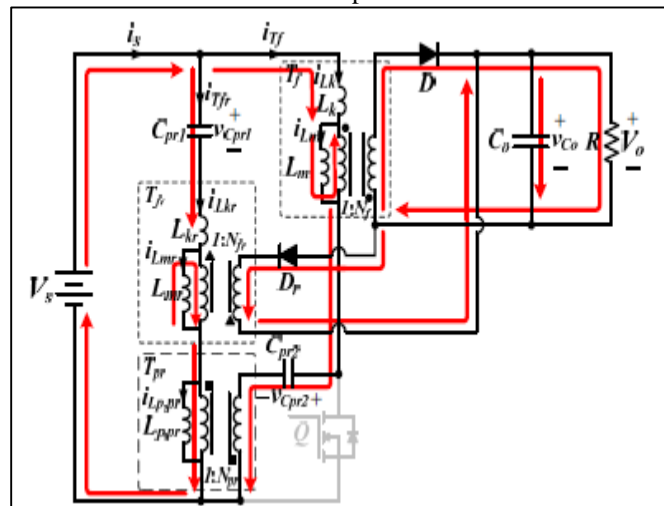 i_s
i_Tf
T_f
i_Lk
L_k
i_Tfr
C_pr1
+
v_Cpr1
−
D
L_m
1:N_f
C_o
+
v_Co
−
R
+
V_o
−
T_fr
i_Lkr
L_kr
1:N_fr
i_Lmr
L_mr
D_r
V_s
C_pr2
T_pr
−v_Cpr2+
i_Lp,pr
L_p,pr
1:N_pr
Q